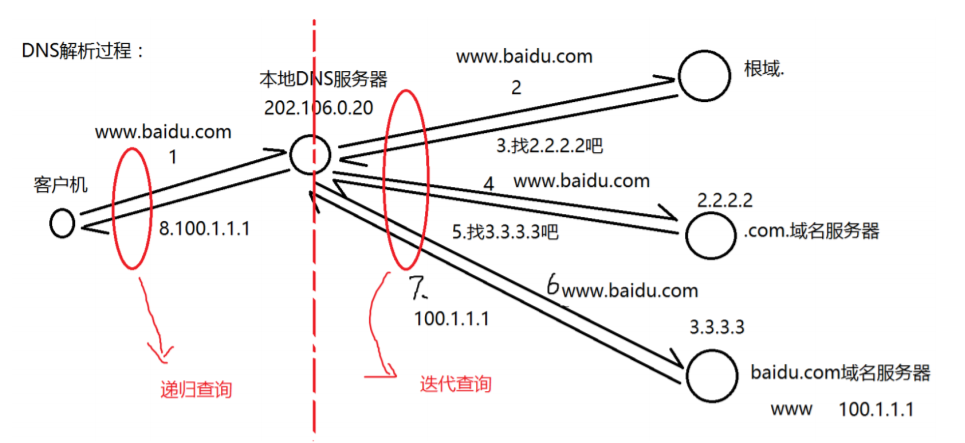 DNS解析过程：
www.baidu.com
2
根域.
本地DNS服务器
202.106.0.20
www.baidu.com
1
3.找2.2.2.2吧
4
www.baidu.com
客户机
2.2.2.2
8.100.1.1.1
5.找3.3.3.3吧
.com.域名服务器
7.
100.1.1.1
6
www.baidu.com
3.3.3.3
递归查询
迭代查询
baidu.com域名服务器
www 100.1.1.1